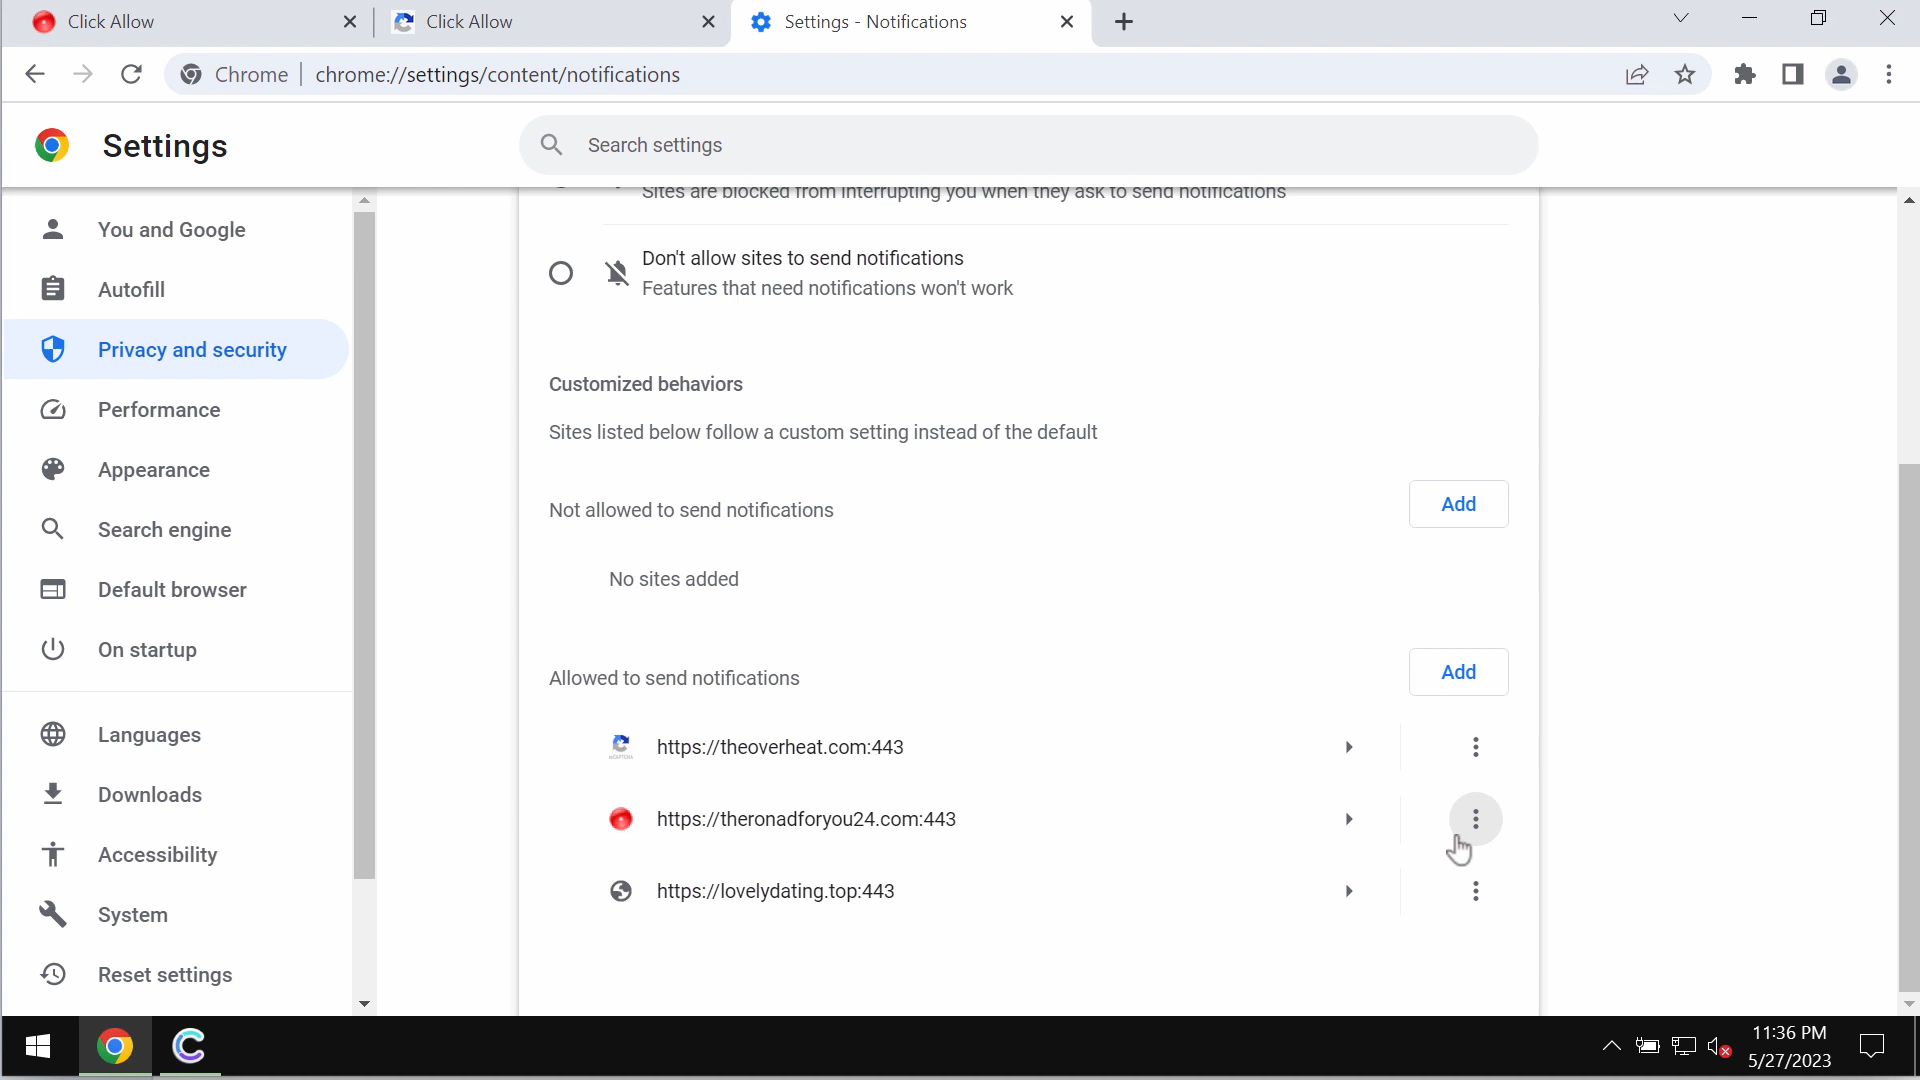 Click Allow
Click Allow
Settings - Notifications
Chrome
chrome://settings/content/notifications
Settings
Search settings
You and Google
Autofill
Privacy and security
Performance
Appearance
Search engine
Default browser
On startup
Languages
Downloads
Accessibility
System
Reset settings
Sites are blocked from interrupting you when they ask to send notifications
Don't allow sites to send notifications
Features that need notifications won't work
Customized behaviors
Sites listed below follow a custom setting instead of the default
Not allowed to send notifications
Add
No sites added
Allowed to send notifications
Add
https://theoverheat.com:443
https://theronadforyou24.com:443
https://lovelydating.top:443
11:36 PM
5/27/2023